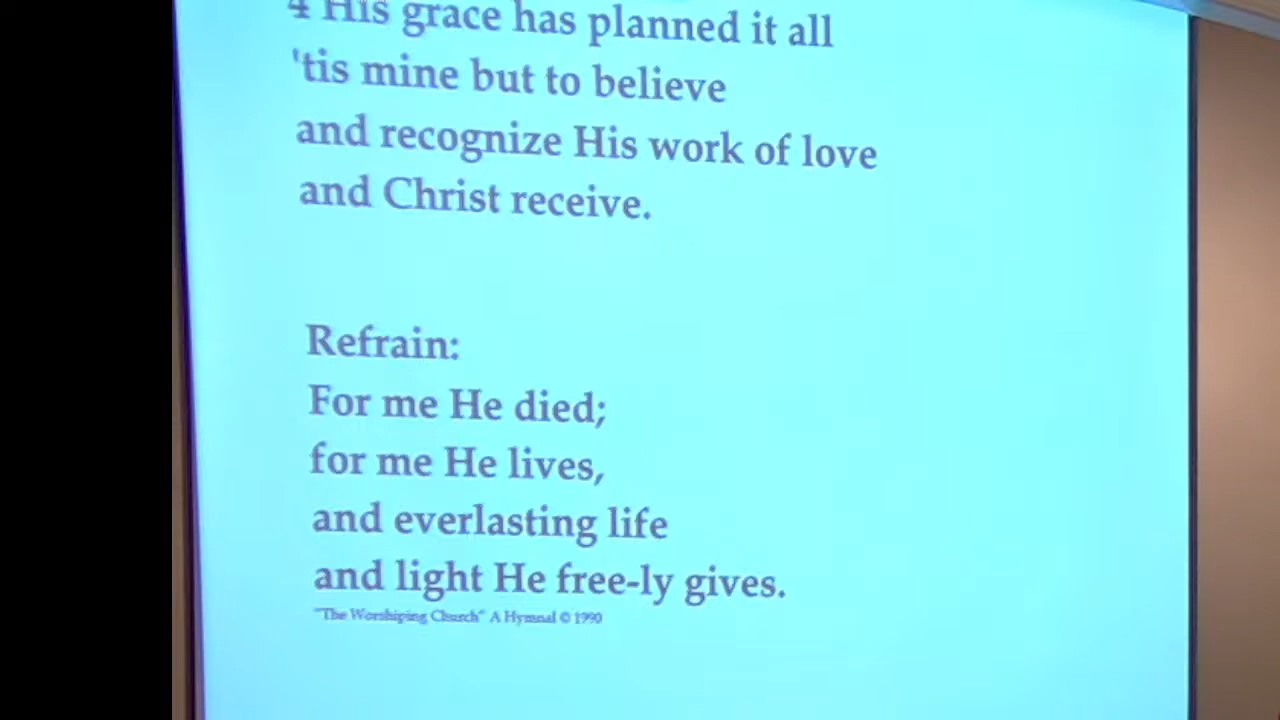 4 His grace has planned it all
'tis mine but to believe
and recognize His work of love
and Christ receive.
Refrain:
For me He died;
for me He lives,
and everlasting life
and light He free-ly gives.
"The Worshiping Church" A Hymnal © 1990